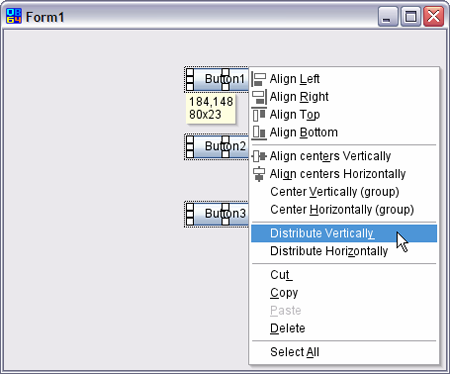 Form1
Button1
184,148
80x23
Button2
Button3
Align Left
Align Right
Align Top
Align Bottom
Align centers Vertically
Align centers Horizontally
Center Vertically (group)
Center Horizontally (group)
Distribute Vertically
Distribute Horizontally
Cut
Copy
Paste
Delete
Select All